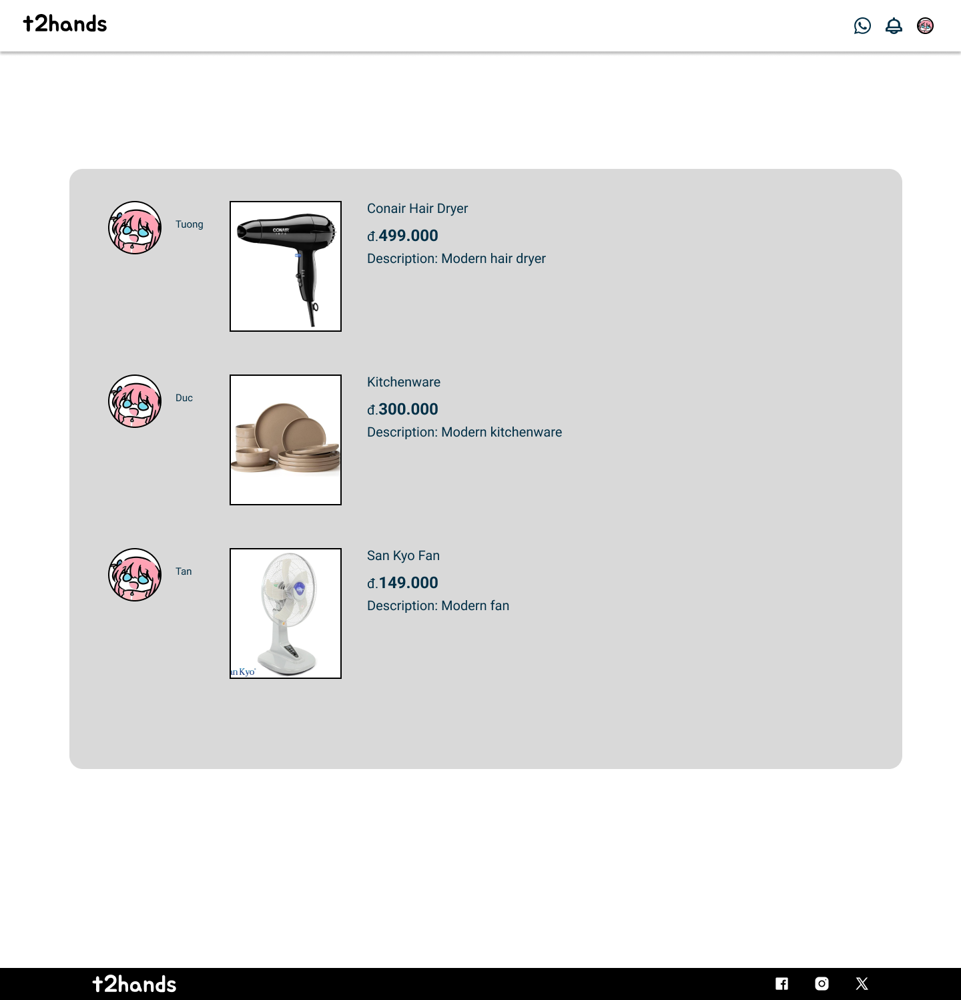 t2hands
Tuong
CONAIR
Conair Hair Dryer
đ.499.000
Description: Modern hair dryer
Duc
Kitchenware
đ.300.000
Description: Modern kitchenware
Tan
an Kyo
San Kyo Fan
đ.149.000
Description: Modern fan
t2hands